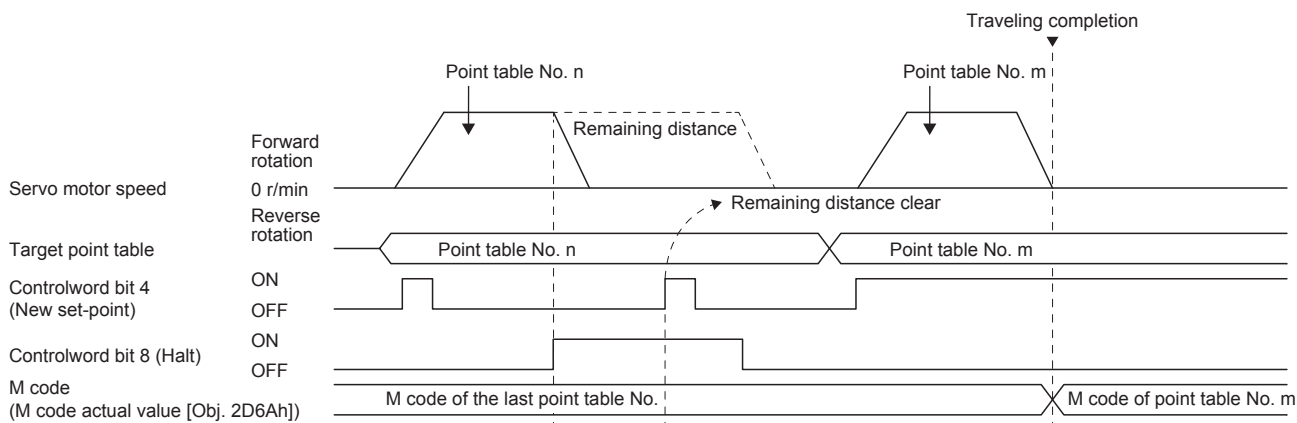 Traveling completion
Point table No. n
Point table No. m
Remaining distance
Forward
rotation
Servo motor speed
0 r/min
Remaining distance clear
Reverse
rotation
Target point table
Point table No. n
Point table No. m
Controlword bit 4
(New set-point)
ON
OFF
Controlword bit 8 (Halt)
ON
OFF
M code
(M code actual value [Obj. 2D6Ah])
M code of the last point table No.
M code of point table No. m